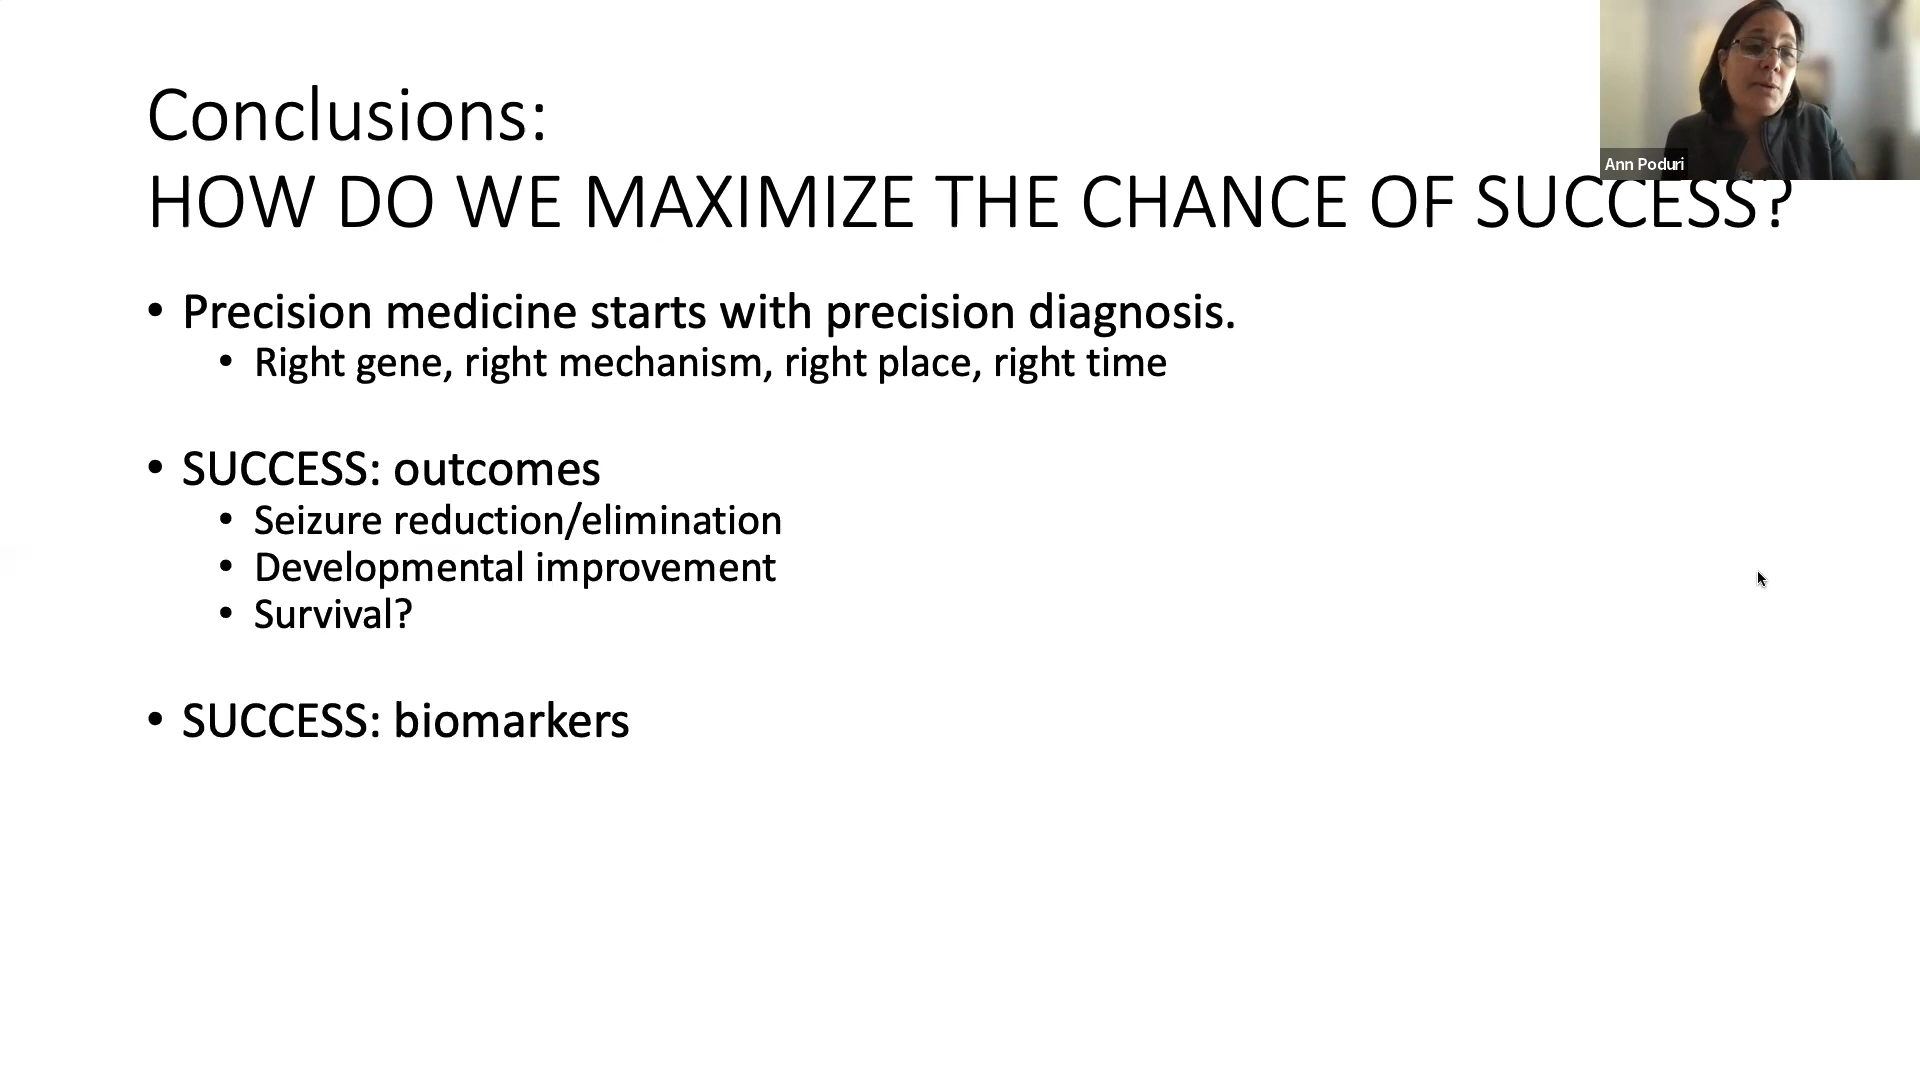 Conclusions:
HOW DO WE MAXIMIZE THE CHANCE OF SUCCESS?
Ann Poduri
• Precision medicine starts with precision diagnosis.
• Right gene, right mechanism, right place, right time
• SUCCESS: outcomes
• Seizure reduction/elimination
• Developmental improvement
• Survival?
• SUCCESS: biomarkers